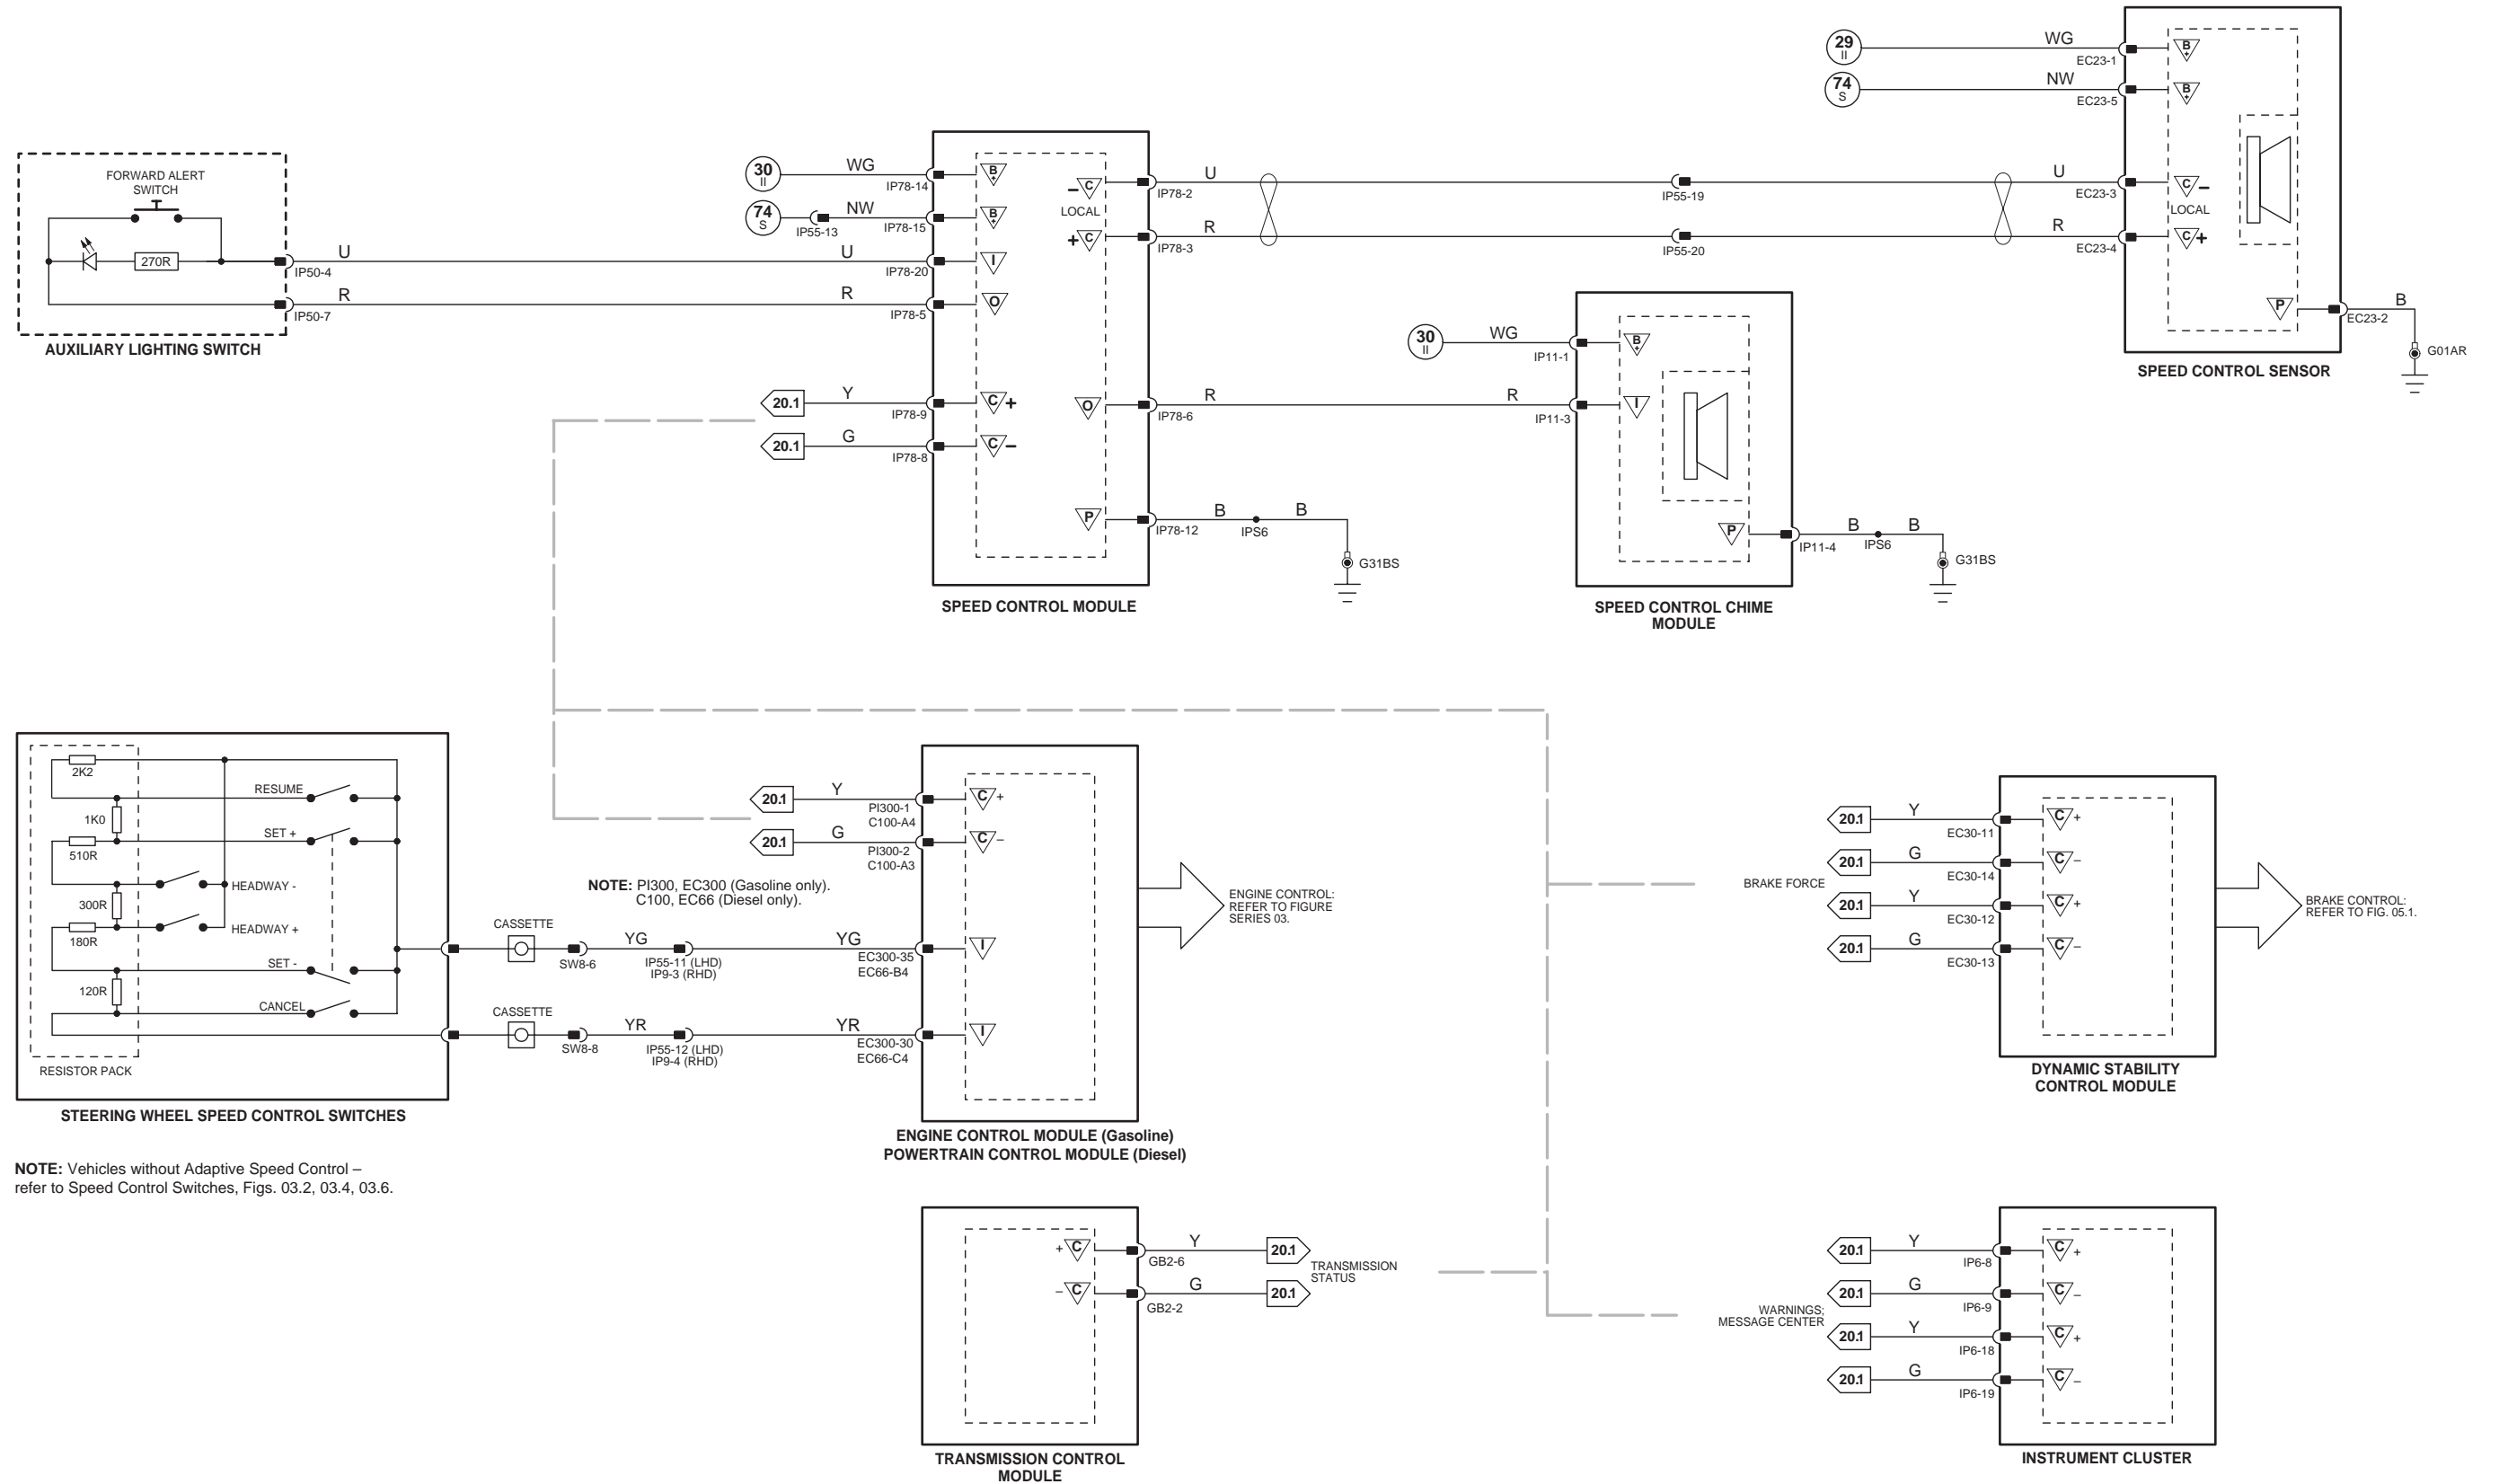 29
II
WG
EC23-1
B
+
74
S
NW
EC23-5
B
+
U
EC23-3
C
–
LOCAL
R
EC23-4
C
+
P
EC23-2
B
G01AR
SPEED CONTROL SENSOR
FORWARD ALERT
SWITCH
270R
IP50-4
U
U
IP78-20
I
IP50-7
R
R
IP78-5
O
AUXILIARY LIGHTING SWITCH
30
II
WG
IP78-14
B
+
74
S
IP55-13
NW
IP78-15
B
+
– C
LOCAL
+ C
IP78-2
U
IP55-19
IP78-3
R
IP55-20
20.1
Y
IP78-9
C +
20.1
G
IP78-8
C –
O
IP78-6
R
R
IP11-3
I
P
IP78-12
B
IPS6
B
G31BS
SPEED CONTROL MODULE
30
II
WG
IP11-1
B
+
P
IP11-4
B
IPS6
B
G31BS
SPEED CONTROL CHIME
MODULE
2K2
RESUME
1K0
SET +
510R
HEADWAY -
300R
HEADWAY +
180R
SET -
120R
CANCEL
RESISTOR PACK
STEERING WHEEL SPEED CONTROL SWITCHES
NOTE: Vehicles without Adaptive Speed Control –
refer to Speed Control Switches, Figs. 03.2, 03.4, 03.6.
CASSETTE
SW8-6
YG
IP55-11 (LHD)
IP9-3 (RHD)
YG
EC300-35
EC66-B4
I
CASSETTE
SW8-8
YR
IP55-12 (LHD)
IP9-4 (RHD)
YR
EC300-30
EC66-C4
I
20.1
Y
PI300-1
C100-A4
C +
20.1
G
PI300-2
C100-A3
C –
NOTE: PI300, EC300 (Gasoline only).
C100, EC66 (Diesel only).
ENGINE CONTROL:
REFER TO FIGURE
SERIES 03.
ENGINE CONTROL MODULE (Gasoline)
POWERTRAIN CONTROL MODULE (Diesel)
+ C
GB2-6
Y
20.1
– C
GB2-2
G
20.1
TRANSMISSION
STATUS
TRANSMISSION CONTROL
MODULE
BRAKE FORCE
20.1
Y
EC30-11
C +
20.1
G
EC30-14
C –
20.1
Y
EC30-12
C +
20.1
G
EC30-13
C –
BRAKE CONTROL:
REFER TO FIG. 05.1.
DYNAMIC STABILITY
CONTROL MODULE
WARNINGS;
MESSAGE CENTER
20.1
Y
IP6-8
C +
20.1
G
IP6-9
C –
20.1
Y
IP6-18
C +
20.1
G
IP6-19
C –
INSTRUMENT CLUSTER